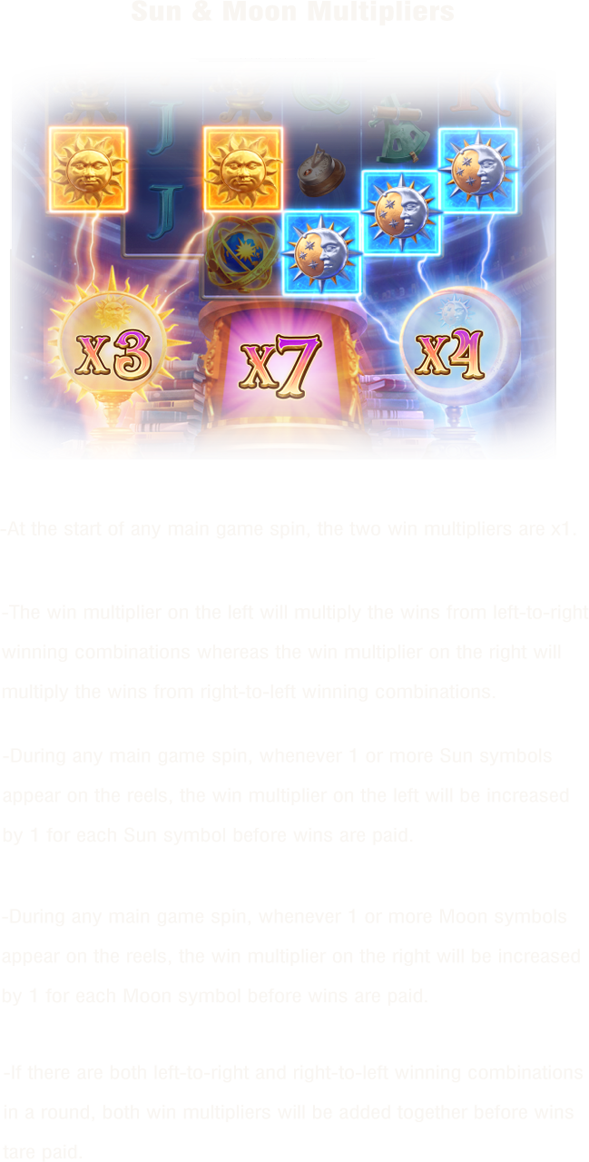 Sun & Moon Multipliers
J
J
x3
x7
x4
-At the start of any main game spin, the two win multipliers are x1.
-The win multiplier on the left will multiply the wins from left-to-right
winning combinations whereas the win multiplier on the right will
multiply the wins from right-to-left winning combinations.
-During any main game spin, whenever 1 or more Sun symbols
appear on the reels, the win multiplier on the left will be increased
by 1 for each Sun symbol before wins are paid.
-During any main game spin, whenever 1 or more Moon symbols
appear on the reels, the win multiplier on the right will be increased
by 1 for each Moon symbol before wins are paid.
-If there are both left-to-right and right-to-left winning combinations
in a round, both win multipliers will be added together before wins
tare paid.